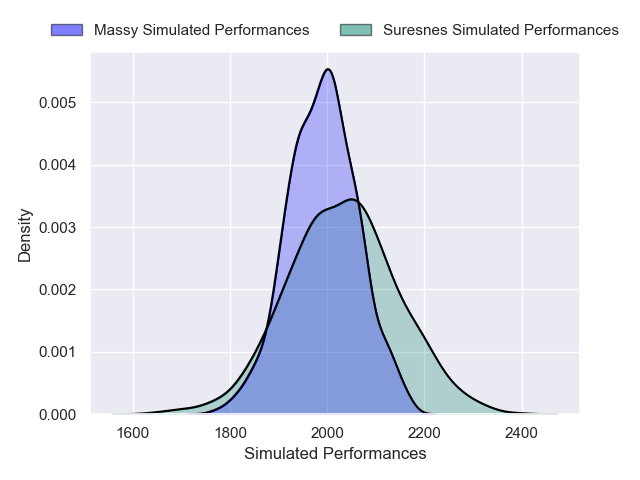 Massy Simulated Performances Suresnes Simulated Performances
0.005
0.004
0.003
0.002
0.001
0.000
Density
1600 1800 2000 2200 2400
Simulated Performances